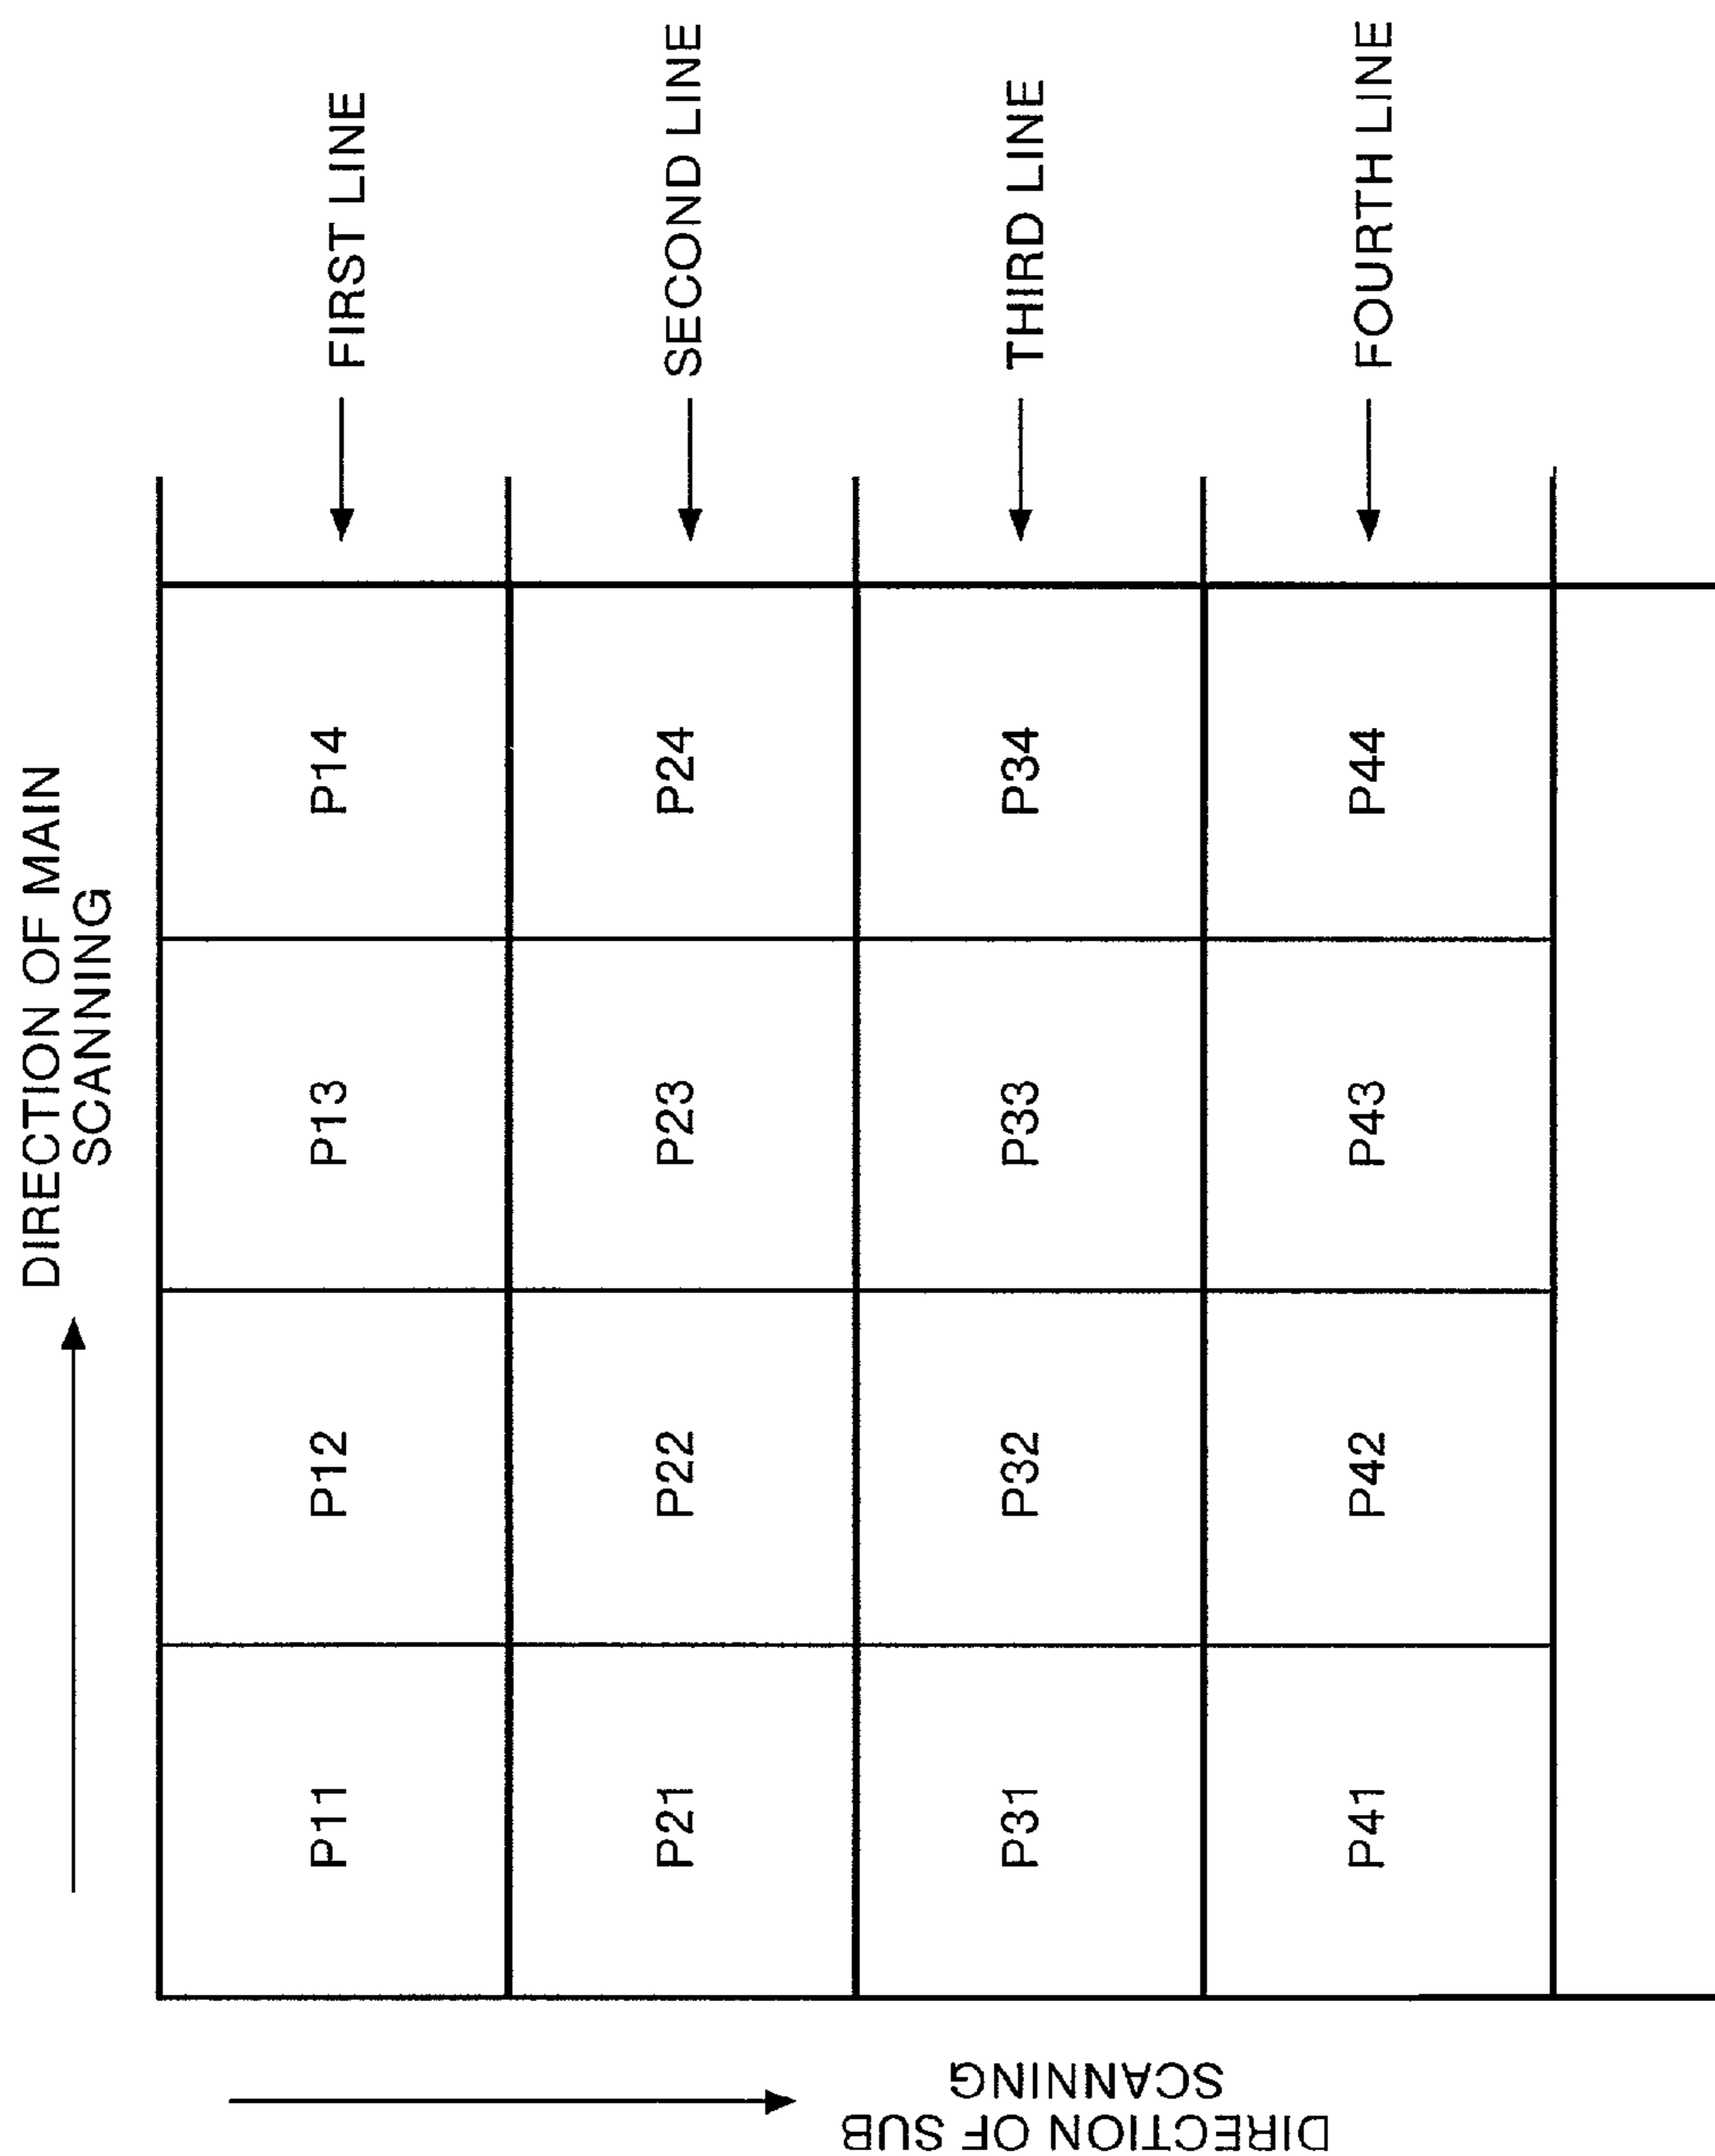 DIRECTION OF MAIN
SCANNING
P11 P12 P13 P14 FIRST LINE
P21 P22 P23 P24 SECOND LINE
P31 P32 P33 P34 THIRD LINE
P41 P42 P43 P44 FOURTH LINE
DIRECTION OF SUB
SCANNING